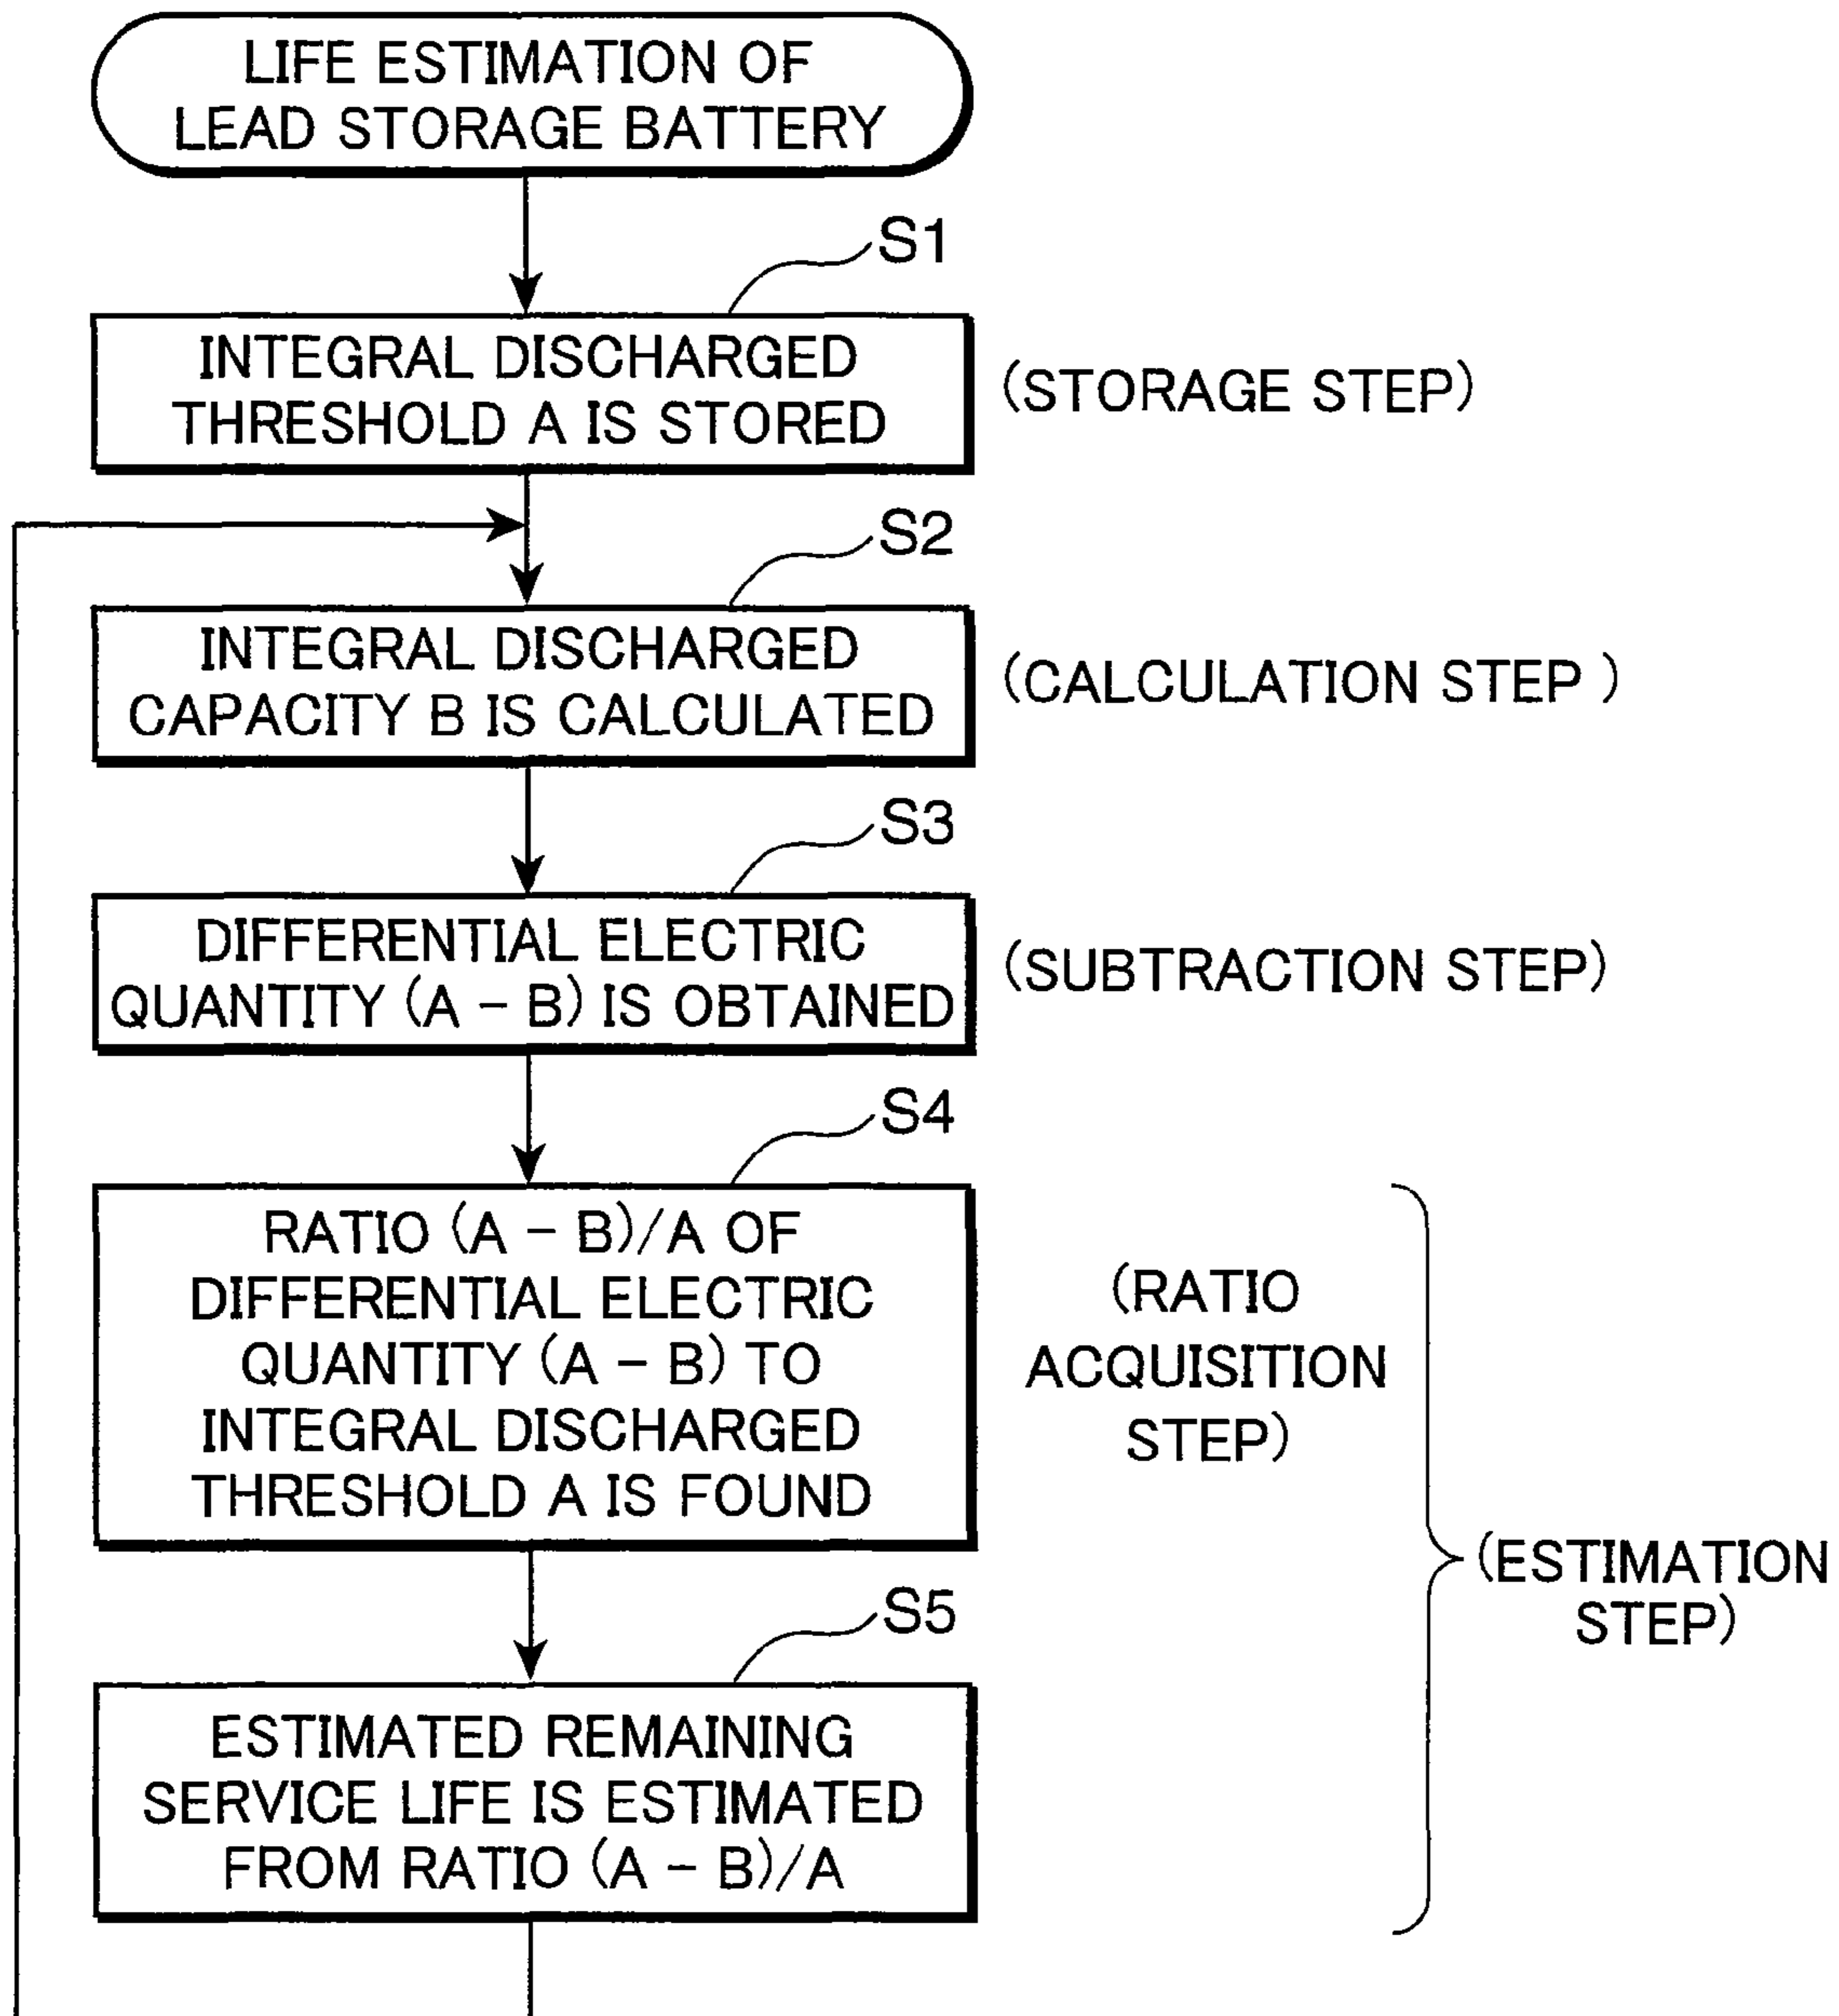 LIFE ESTIMATION OF
LEAD STORAGE BATTERY
S1
INTEGRAL DISCHARGED
THRESHOLD A IS STORED
(STORAGE STEP)
S2
INTEGRAL DISCHARGED
CAPACITY B IS CALCULATED
(CALCULATION STEP )
S3
DIFFERENTIAL ELECTRIC
QUANTITY (A − B) IS OBTAINED
(SUBTRACTION STEP)
S4
RATIO (A − B)/A OF
DIFFERENTIAL ELECTRIC
QUANTITY (A − B) TO
INTEGRAL DISCHARGED
THRESHOLD A IS FOUND
(RATIO
ACQUISITION
STEP)
(ESTIMATION
STEP)
S5
ESTIMATED REMAINING
SERVICE LIFE IS ESTIMATED
FROM RATIO (A − B)/A